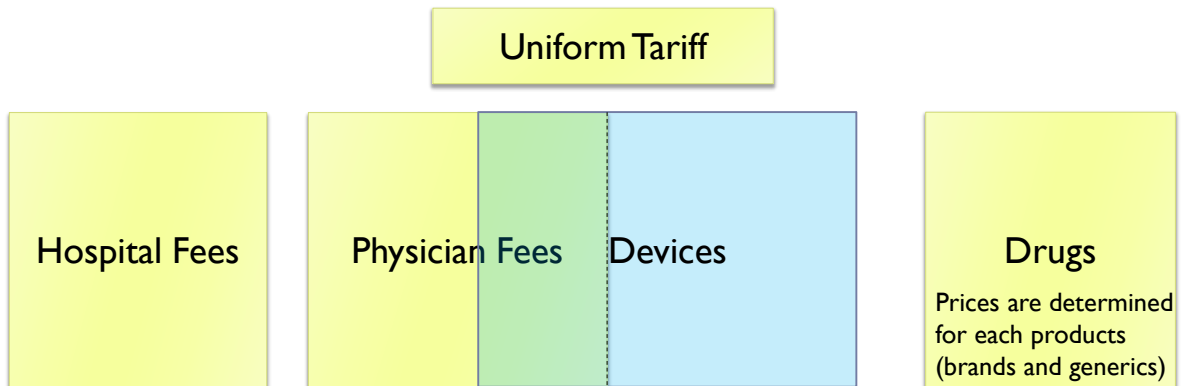 Uniform Tariff
Hospital Fees
Physician Fees
Devices
Drugs
Prices are determined
for each products
(brands and generics)